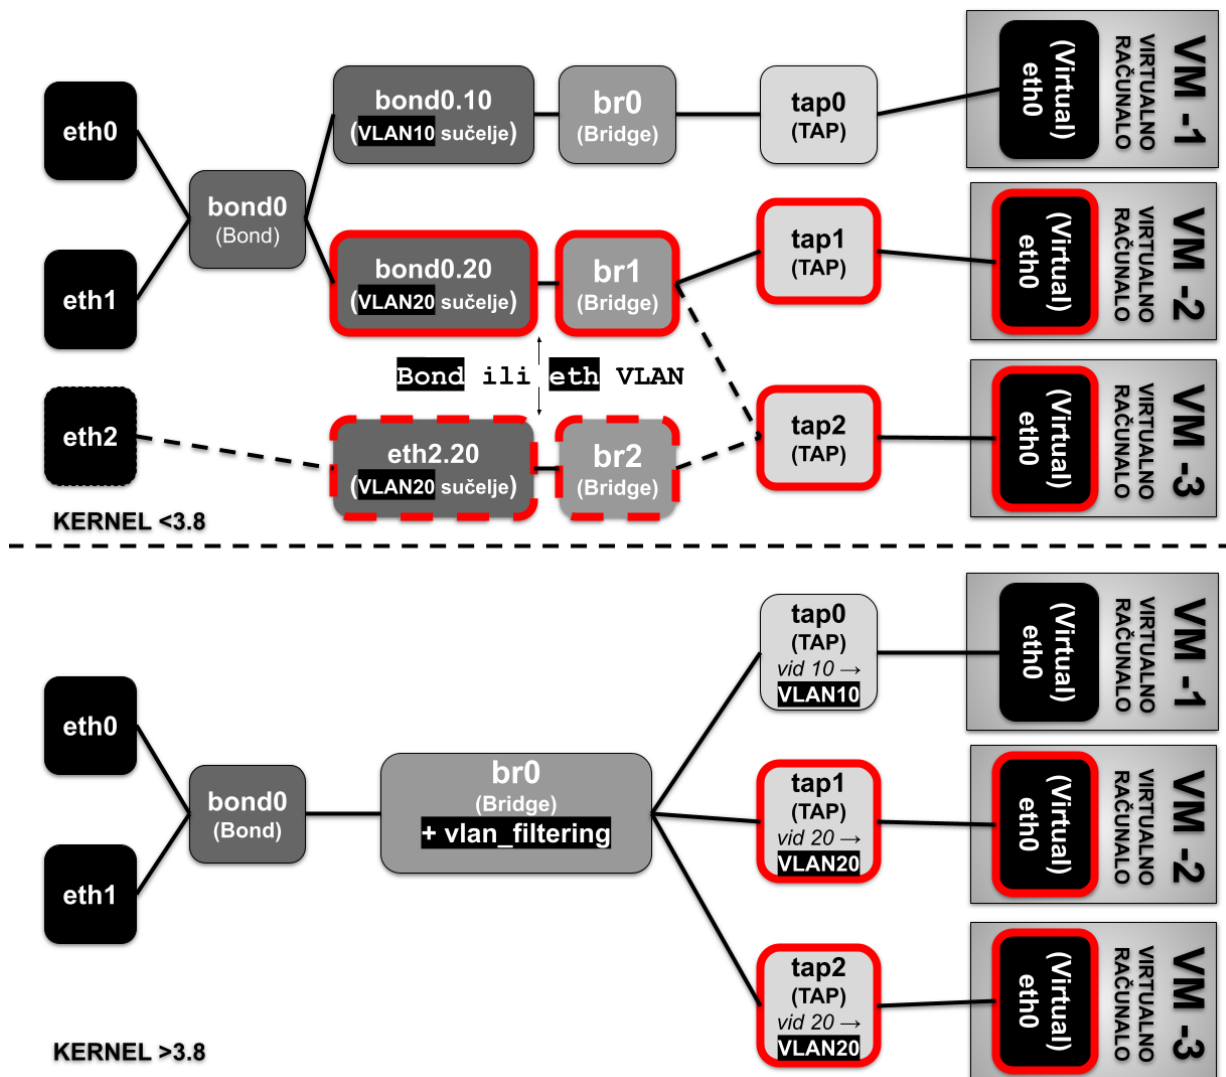 eth0
eth1
eth2
bond0
(Bond)
bond0.10
(VLAN10 sučelje)
br0
(Bridge)
tap0
(TAP)
(Virtual)
eth0
VIRTUALNO
RAČUNALO
VM -1
bond0.20
(VLAN20 sučelje)
br1
(Bridge)
tap1
(TAP)
(Virtual)
eth0
VIRTUALNO
RAČUNALO
VM -2
Bond ili eth VLAN
eth2.20
(VLAN20 sučelje)
br2
(Bridge)
tap2
(TAP)
(Virtual)
eth0
VIRTUALNO
RAČUNALO
VM -3
KERNEL <3.8
eth0
eth1
bond0
(Bond)
br0
(Bridge)
+ vlan_filtering
tap0
(TAP)
vid 10 →
VLAN10
(Virtual)
eth0
VIRTUALNO
RAČUNALO
VM -1
tap1
(TAP)
vid 20 →
VLAN20
(Virtual)
eth0
VIRTUALNO
RAČUNALO
VM -2
tap2
(TAP)
vid 20 →
VLAN20
(Virtual)
eth0
VIRTUALNO
RAČUNALO
VM -3
KERNEL >3.8